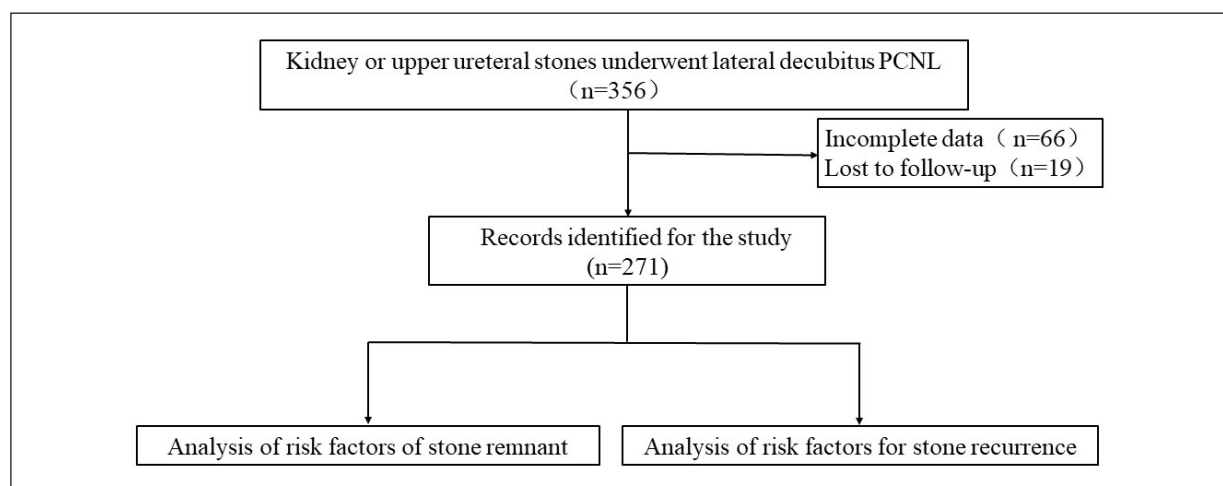 Kidney or upper ureteral stones underwent lateral decubitus PCNL
（n=356）
Incomplete data（ n=66）
Lost to follow-up（n=19）
Records identified for the study
(n=271)
Analysis of risk factors of stone remnant
Analysis of risk factors for stone recurrence